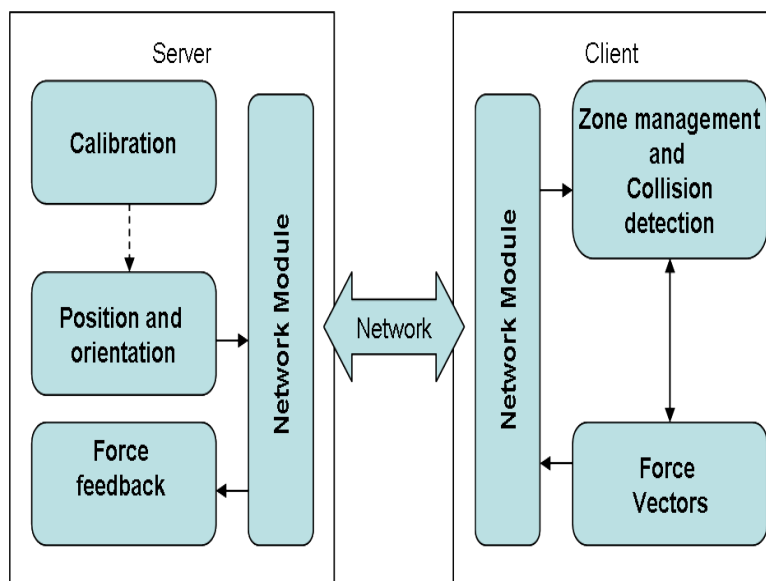 Server
Calibration
Position and
orientation
Force
feedback
Network Module
Network
Client
Network Module
Zone management
and
Collision
detection
Force
Vectors